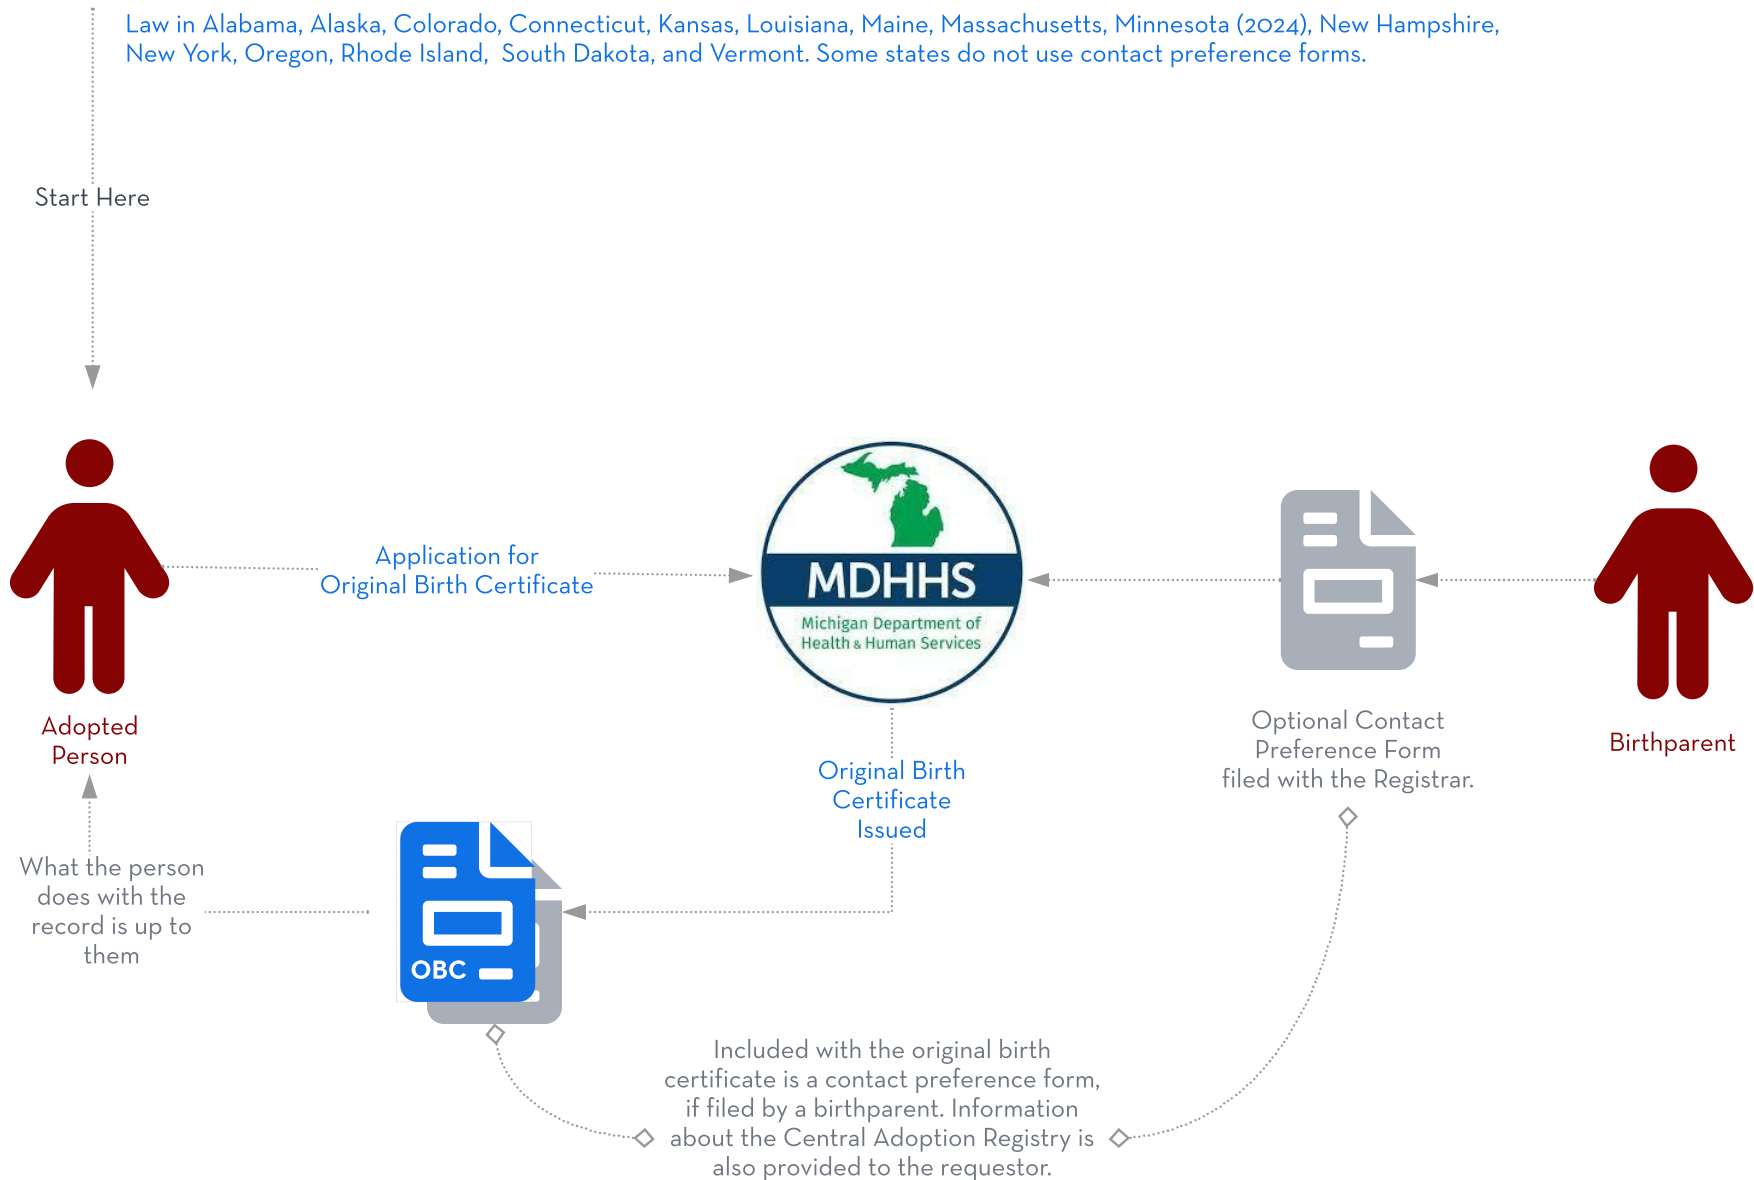 Law in Alabama, Alaska, Colorado, Connecticut, Kansas, Louisiana, Maine, Massachusetts, Minnesota (2024), New Hampshire,
New York, Oregon, Rhode Island,  South Dakota, and Vermont. Some states do not use contact preference forms.
Start Here
Application for
Original Birth Certificate
MDHHS
Michigan Department of
Health & Human Services
Adopted
Person
Optional Contact
Preference Form
filed with the Registrar.
Birthparent
Original Birth
Certificate
Issued
What the person
does with the
record is up to
them
OBC
Included with the original birth
certificate is a contact preference form,
if filed by a birthparent. Information
about the Central Adoption Registry is
also provided to the requestor.